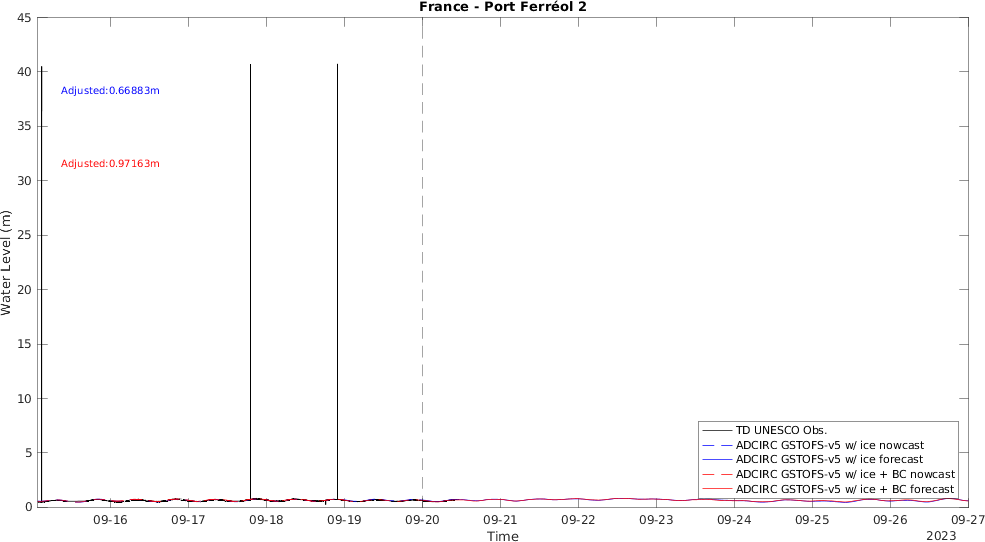 France - Port Ferréol 2
45
40
35
30
25
20
15
10
5
0
Water Level (m)
Adjusted:0.66883m
Adjusted:0.97163m
TD UNESCO Obs.
ADCIRC GSTOFS-v5 w/ ice nowcast
ADCIRC GSTOFS-v5 w/ ice forecast
ADCIRC GSTOFS-v5 w/ ice + BC nowcast
ADCIRC GSTOFS-v5 w/ ice + BC forecast
09-16 09-17 09-18 09-19 09-20 09-21 09-22 09-23 09-24 09-25 09-26 09-27
Time
2023